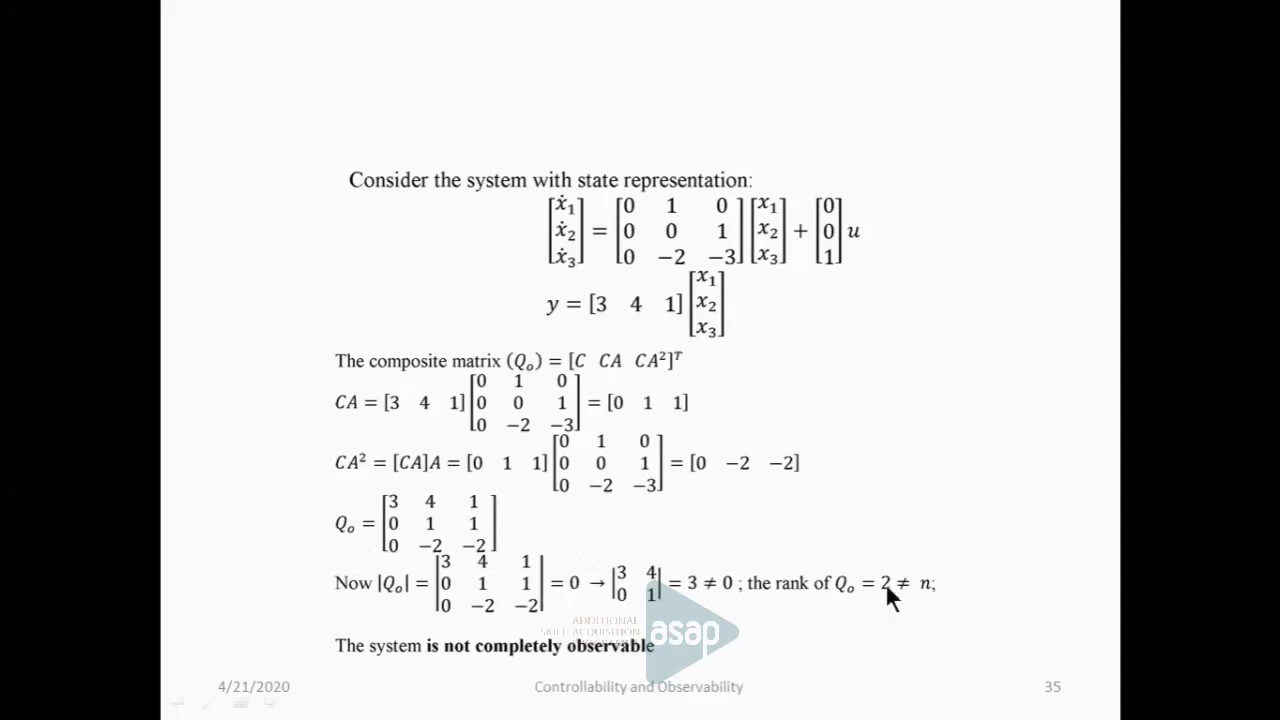 Consider the system with state representation:
[ẋ₁ ẋ₂ ẋ₃] = [0 1 0; 0 0 1; 0 −2 −3] [x₁ x₂ x₃] + [0 0 1] u
y = [3 4 1] [x₁ x₂ x₃]
The composite matrix (Qₒ) = [C CA CA²]ᵀ
CA = [3 4 1] [0 1 0; 0 0 1; 0 −2 −3] = [0 1 1]
CA² = [CA]A = [0 1 1] [0 1 0; 0 0 1; 0 −2 −3] = [0 −2 −2]
Qₒ = [3 4 1; 0 1 1; 0 −2 −2]
Now |Qₒ| = |3 4 1; 0 1 1; 0 −2 −2| = 0 → |3 4; 0 1| = 3 ≠ 0 ; the rank of Qₒ = 2 ≠ n;
ADDITIONAL
SKILL ACQUISITION
asap
The system is not completely observable
4/21/2020 Controllability and Observability 35